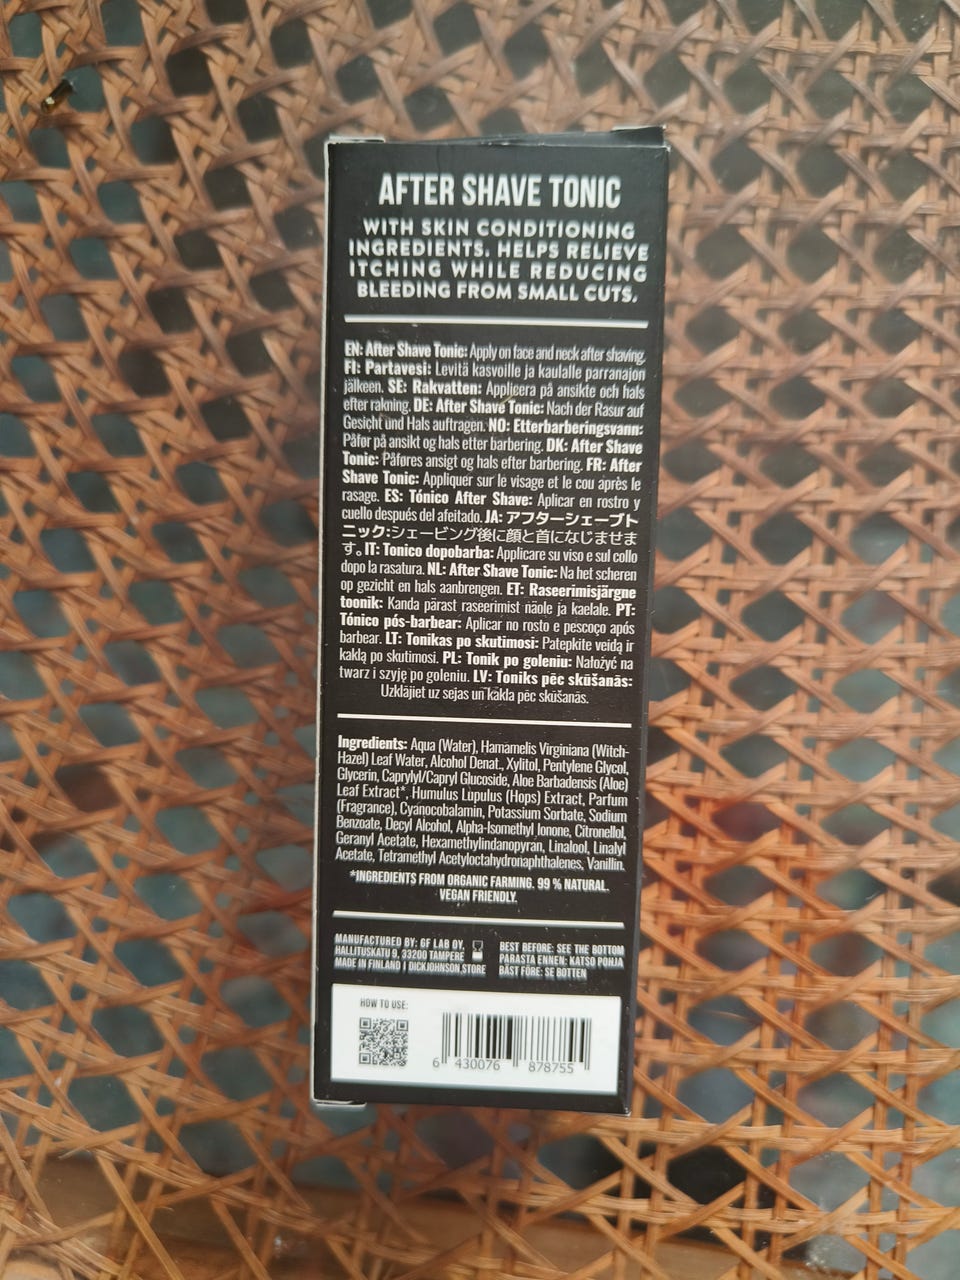 AFTER SHAVE TONIC
WITH SKIN CONDITIONING
INGREDIENTS. HELPS RELIEVE
ITCHING WHILE REDUCING
BLEEDING FROM SMALL CUTS.
EN: After Shave Tonic: Apply on face and neck after shaving.
FI: Partavesi: Levitä kasvoille ja kaulalle parranajon
jälkeen. SE: Rakvatten: Applicera på ansikte och hals
efter rakning. DE: After Shave Tonic: Nach der Rasur auf
Gesicht und Hals auftragen. NO: Etterbarberingsvann:
Påfør på ansikt og hals etter barbering. DK: After Shave
Tonic: Påføres ansigt og hals efter barbering. FR: After
Shave Tonic: Appliquer sur le visage et le cou après le
rasage. ES: Tónico After Shave: Aplicar en rostro y
cuello después del afeitado. JA: アフターシェーブト
ニック:シェービング後に顔と首になじませま
す。IT: Tonico dopobarba: Applicare su viso e sul collo
dopo la rasatura. NL: After Shave Tonic: Na het scheren
op gezicht en hals aanbrengen. ET: Raseerimisjärgne
toonik: Kanda pärast raseerimist näole ja kaelale. PT:
Tónico pós-barbear: Aplicar no rosto e pescoço após
barbear. LT: Tonikas po skutimosi: Patepkite veidą ir
kaklą po skutimosi. PL: Tonik po goleniu: Nałożyć na
twarz i szyję po goleniu. LV: Toniks pēc skūšanās:
Uzklājiet uz sejas un kakla pēc skūšanās.
Ingredients: Aqua (Water), Hamamelis Virginiana (Witch-
Hazel) Leaf Water, Alcohol Denat., Xylitol, Pentylene Glycol,
Glycerin, Caprylyl/Capryl Glucoside, Aloe Barbadensis (Aloe)
Leaf Extract*, Humulus Lupulus (Hops) Extract, Parfum
(Fragrance), Cyanocobalamin, Potassium Sorbate, Sodium
Benzoate, Decyl Alcohol, Alpha-Isomethyl Ionone, Citronellol,
Geranyl Acetate, Hexamethylindanopyran, Linalool, Linalyl
Acetate, Tetramethyl Acetyloctahydronaphthalenes, Vanillin.
*INGREDIENTS FROM ORGANIC FARMING. 99 % NATURAL.
VEGAN FRIENDLY.
MANUFACTURED BY: GF LAB OY,
HALLITUSKATU 9, 33200 TAMPERE
MADE IN FINLAND | DICKJOHNSON.STORE
BEST BEFORE: SEE THE BOTTOM
PARASTA ENNEN: KATSO POHJA
BÄST FÖRE: SE BOTTEN
HOW TO USE:
6 430076 878755